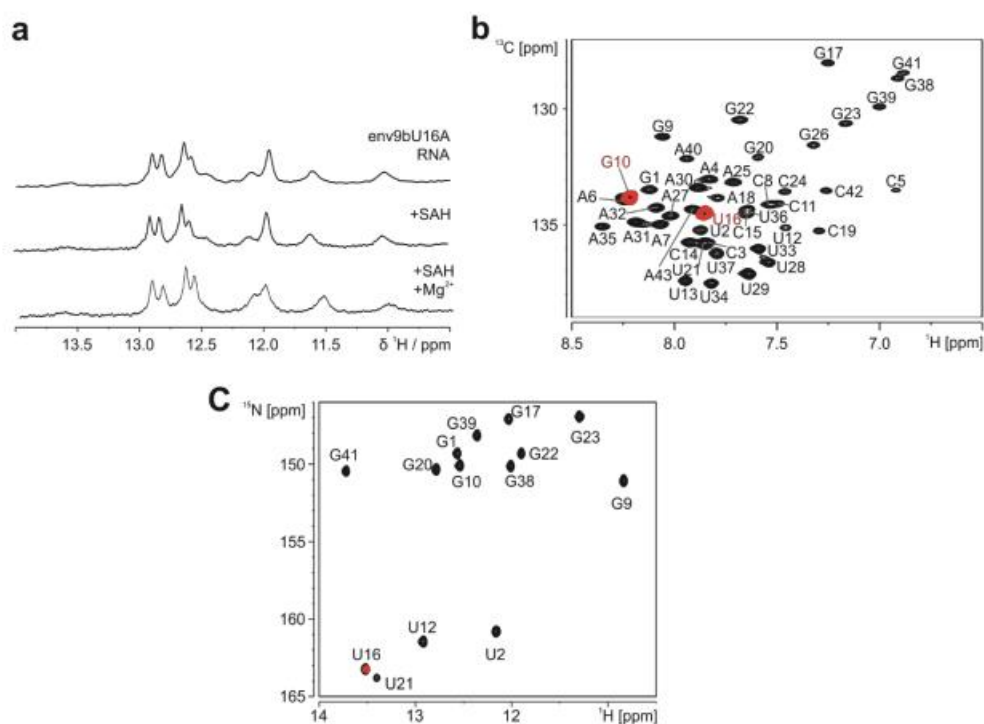 a
env9bU16A
RNA
+SAH
+SAH
+Mg²⁺
13.5 13.0 12.5 12.0 11.5
δ ¹H / ppm
b
¹³C [ppm]
130
135
8.5 8.0 7.5 7.0
¹H [ppm]
G17
G41
G38
G39
G22
G23
G9
G26
G20
A40
G10
A4
A25
G1
A30
C8
C24
C42
C5
A6
A27
A18
C11
A32
U16
U36
A35
A31
A7
U2
C15
U12
C19
C14
C3
U33
A43
U21
U37
U28
U13
U34
U29
C
¹⁵N [ppm]
150
155
160
165
14 13 12
¹H [ppm]
G17
G39
G23
G1
G41
G20
G22
G10
G38
G9
U12
U2
U16
U21